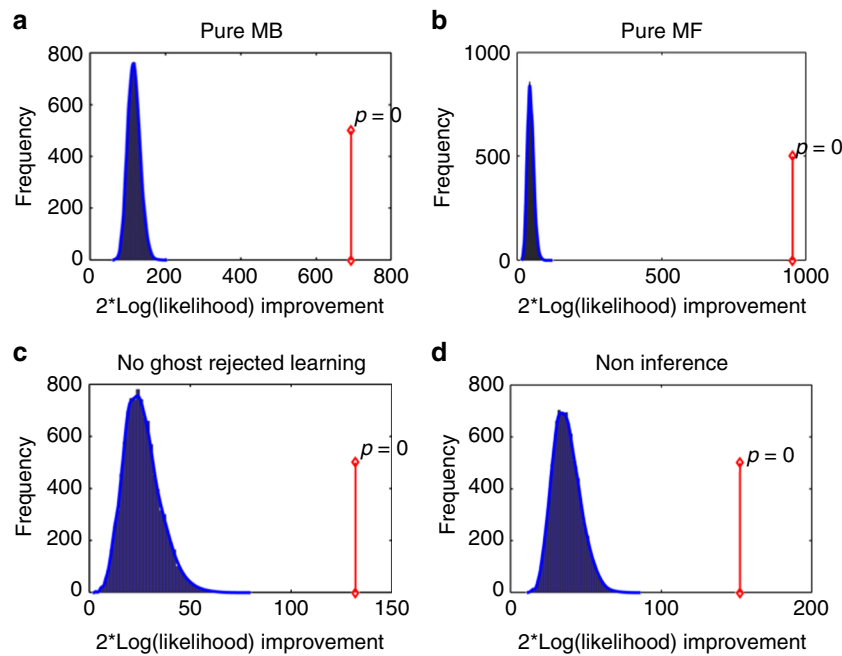 a
Pure MB
800
600
400
200
0
Frequency
p = 0
0 200 400 600 800
2*Log(likelihood) improvement
b
Pure MF
1000
500
0
Frequency
p = 0
0 500 1000
2*Log(likelihood) improvement
c
No ghost rejected learning
800
600
400
200
0
Frequency
p = 0
0 50 100 150
2*Log(likelihood) improvement
d
Non inference
800
600
400
200
0
Frequency
p = 0
0 100 200
2*Log(likelihood) improvement